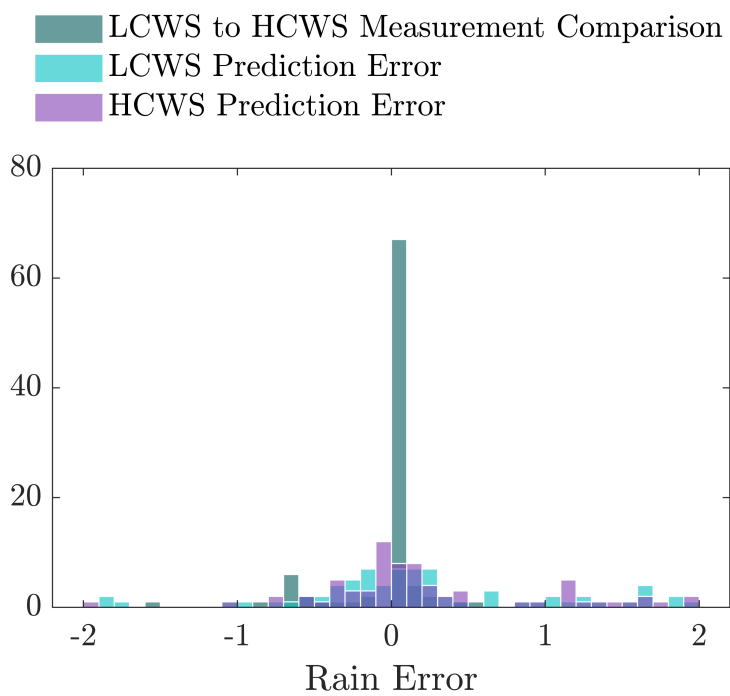 LCWS to HCWS Measurement Comparison
LCWS Prediction Error
HCWS Prediction Error
80
60
40
20
0
-2 -1 0 1 2
Rain Error